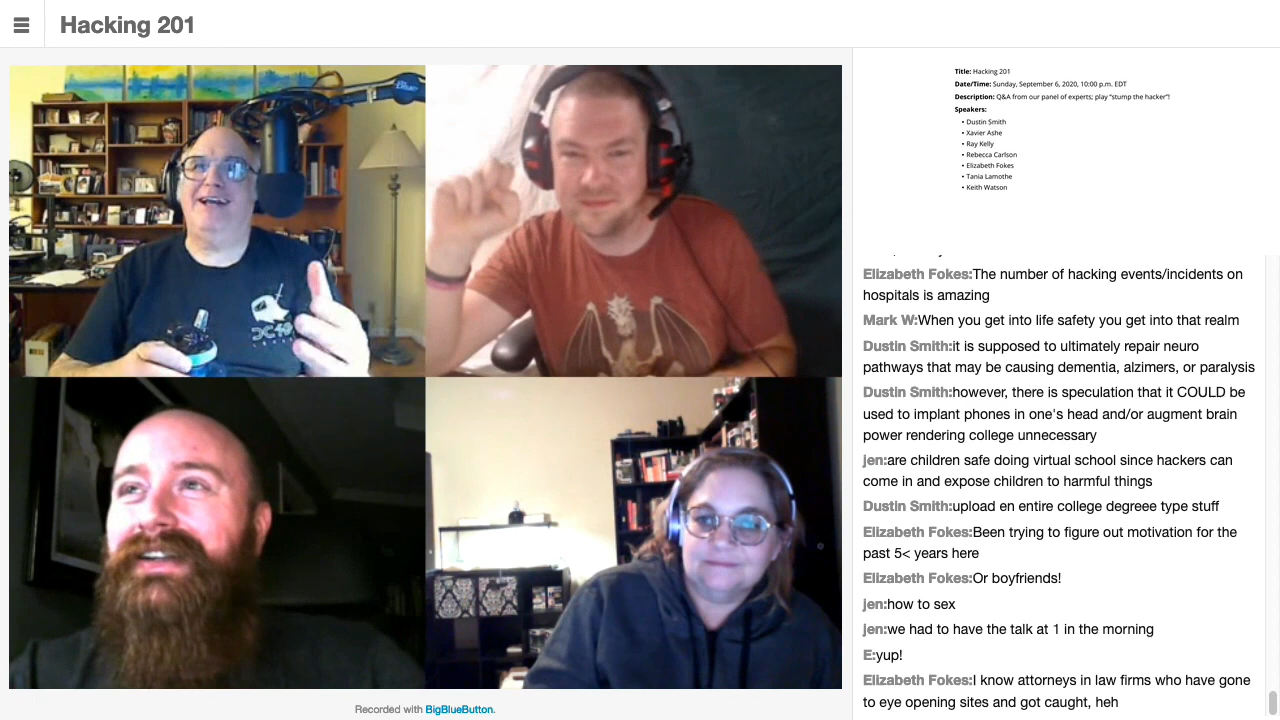 Hacking 201
Title: Hacking 201
Date/Time: Sunday, September 6, 2020, 10:00 p.m. EDT
Description: Q&A from our panel of experts; play "stump the hacker"!
Speakers:
• Dustin Smith
• Xavier Ashe
• Ray Kelly
• Rebecca Carlson
• Elizabeth Fokes
• Tania Lamothe
• Keith Watson
Blue
Elizabeth Fokes:The number of hacking events/incidents on
hospitals is amazing
Mark W:When you get into life safety you get into that realm
Dustin Smith:it is supposed to ultimately repair neuro
pathways that may be causing dementia, alzimers, or paralysis
Dustin Smith:however, there is speculation that it COULD be
used to implant phones in one's head and/or augment brain
power rendering college unnecessary
jen:are children safe doing virtual school since hackers can
come in and expose children to harmful things
Dustin Smith:upload en entire college degreee type stuff
Elizabeth Fokes:Been trying to figure out motivation for the
past 5< years here
Elizabeth Fokes:Or boyfriends!
jen:how to sex
jen:we had to have the talk at 1 in the morning
E:yup!
Elizabeth Fokes:I know attorneys in law firms who have gone
to eye opening sites and got caught, heh
Recorded with BigBlueButton.